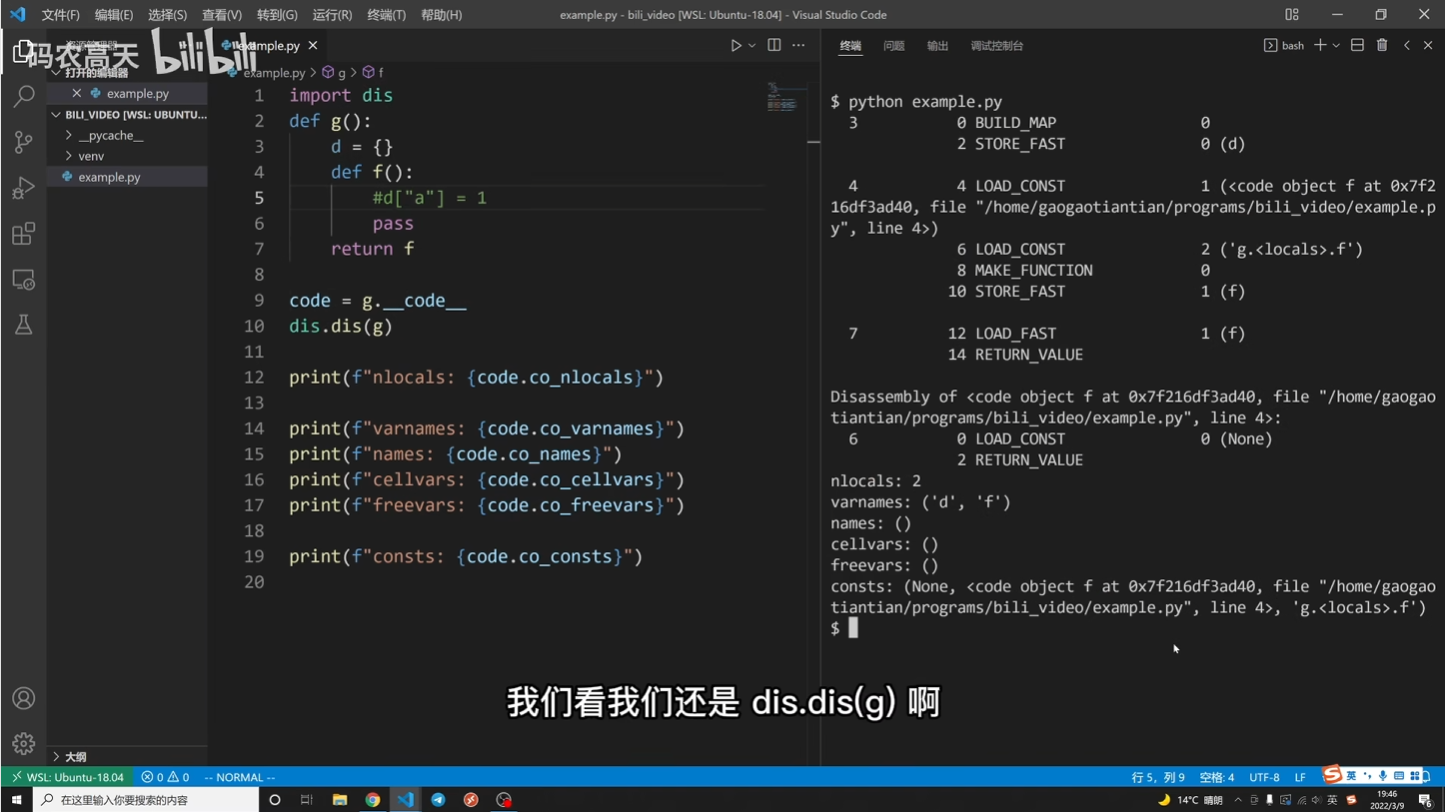 文件(F) 编辑(E) 选择(S) 查看(V) 转到(G) 运行(R) 终端(T) 帮助(H) example.py - bili_video [WSL: Ubuntu-18.04] - Visual Studio Code
码农高天 bilibili
资源管理器
example.py
打开的编辑器
example.py
BILI_VIDEO [WSL: UBUNTU...
__pycache__
venv
example.py
大纲
example.py > g > f
1 import dis
2 def g():
3     d = {}
4     def f():
5         #d["a"] = 1
6         pass
7     return f
8
9 code = g.__code__
10 dis.dis(g)
11
12 print(f"nlocals: {code.co_nlocals}")
13
14 print(f"varnames: {code.co_varnames}")
15 print(f"names: {code.co_names}")
16 print(f"cellvars: {code.co_cellvars}")
17 print(f"freevars: {code.co_freevars}")
18
19 print(f"consts: {code.co_consts}")
20
终端 问题 输出 调试控制台 bash
$ python example.py
  3           0 BUILD_MAP                0
              2 STORE_FAST               0 (d)
  4           4 LOAD_CONST               1 (<code object f at 0x7f2
16df3ad40, file "/home/gaogaotiantian/programs/bili_video/example.p
y", line 4>)
              6 LOAD_CONST               2 ('g.<locals>.f')
              8 MAKE_FUNCTION            0
             10 STORE_FAST               1 (f)
  7          12 LOAD_FAST                1 (f)
             14 RETURN_VALUE
Disassembly of <code object f at 0x7f216df3ad40, file "/home/gaogao
tiantian/programs/bili_video/example.py", line 4>:
  6           0 LOAD_CONST               0 (None)
              2 RETURN_VALUE
nlocals: 2
varnames: ('d', 'f')
names: ()
cellvars: ()
freevars: ()
consts: (None, <code object f at 0x7f216df3ad40, file "/home/gaogao
tiantian/programs/bili_video/example.py", line 4>, 'g.<locals>.f')
$
我们看我们还是 dis.dis(g) 啊
WSL: Ubuntu-18.04 0 0 -- NORMAL -- 行 5，列 9 空格: 4 UTF-8 LF 英
在这里输入你要搜索的内容 14°C 晴朗 英 19:46
2022/3/9